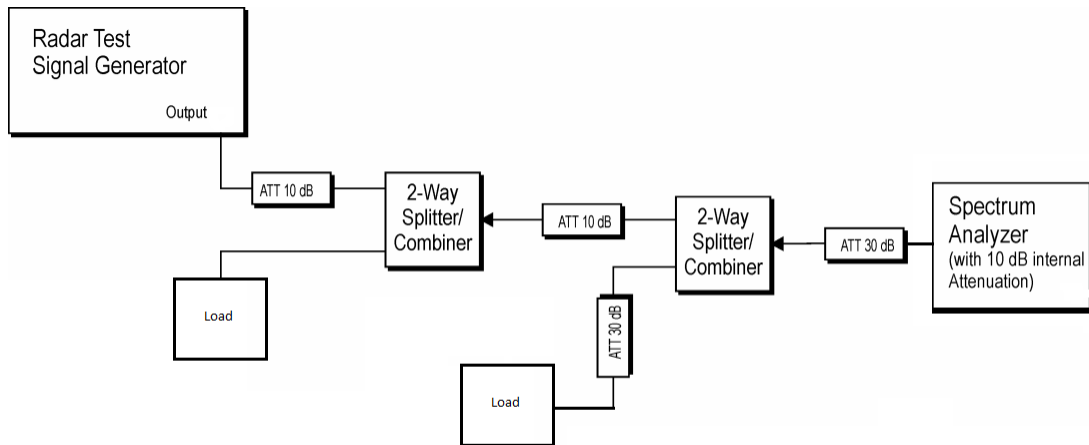 Radar Test
Signal Generator
Output
ATT 10 dB
2-Way
Splitter/
Combiner
ATT 10 dB
2-Way
Splitter/
Combiner
ATT 30 dB
Spectrum
Analyzer
(with 10 dB internal
Attenuation)
Load
ATT 30 dB
Load